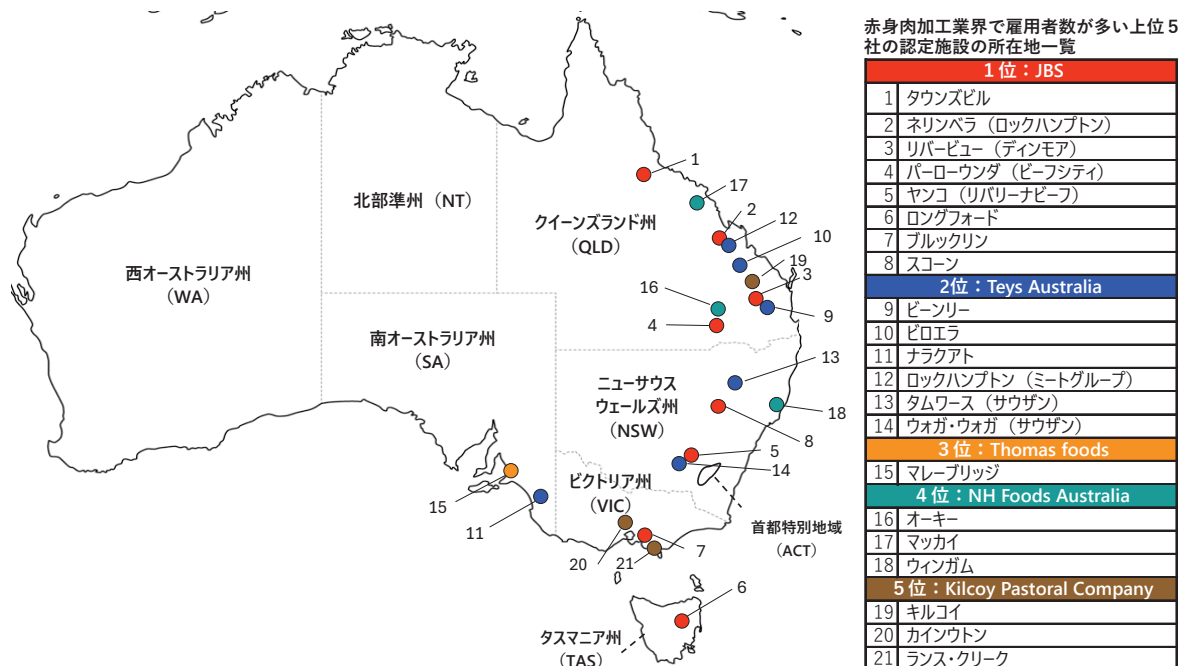 北部準州（NT）
西オーストラリア州
（WA）
南オーストラリア州
（SA）
クイーンズランド州
（QLD）
ニューサウス
ウェールズ州
（NSW）
ビクトリア州
（VIC）
首都特別地域
（ACT）
タスマニア州
（TAS）
1
17
2
12
10
19
3
16
4
9
13
18
8
5
14
15
11
20
21
7
6
赤身肉加工業界で雇用者数が多い上位５
社の認定施設の所在地一覧
１位：JBS
1 タウンズビル
2 ネリンベラ（ロックハンプトン）
3 リバービュー（ディンモア）
4 パーローウンダ（ビーフシティ）
5 ヤンコ（リバリーナビーフ）
6 ロングフォード
7 ブルックリン
8 スコーン
2位：Teys Australia
9 ビーンリー
10 ビロエラ
11 ナラクアト
12 ロックハンプトン（ミートグループ）
13 タムワース（サウザン）
14 ウォガ・ウォガ（サウザン）
３位：Thomas foods
15 マレーブリッジ
４位：NH Foods Australia
16 オーキー
17 マッカイ
18 ウィンガム
５位：Kilcoy Pastoral Company
19 キルコイ
20 カインウトン
21 ランス・クリーク